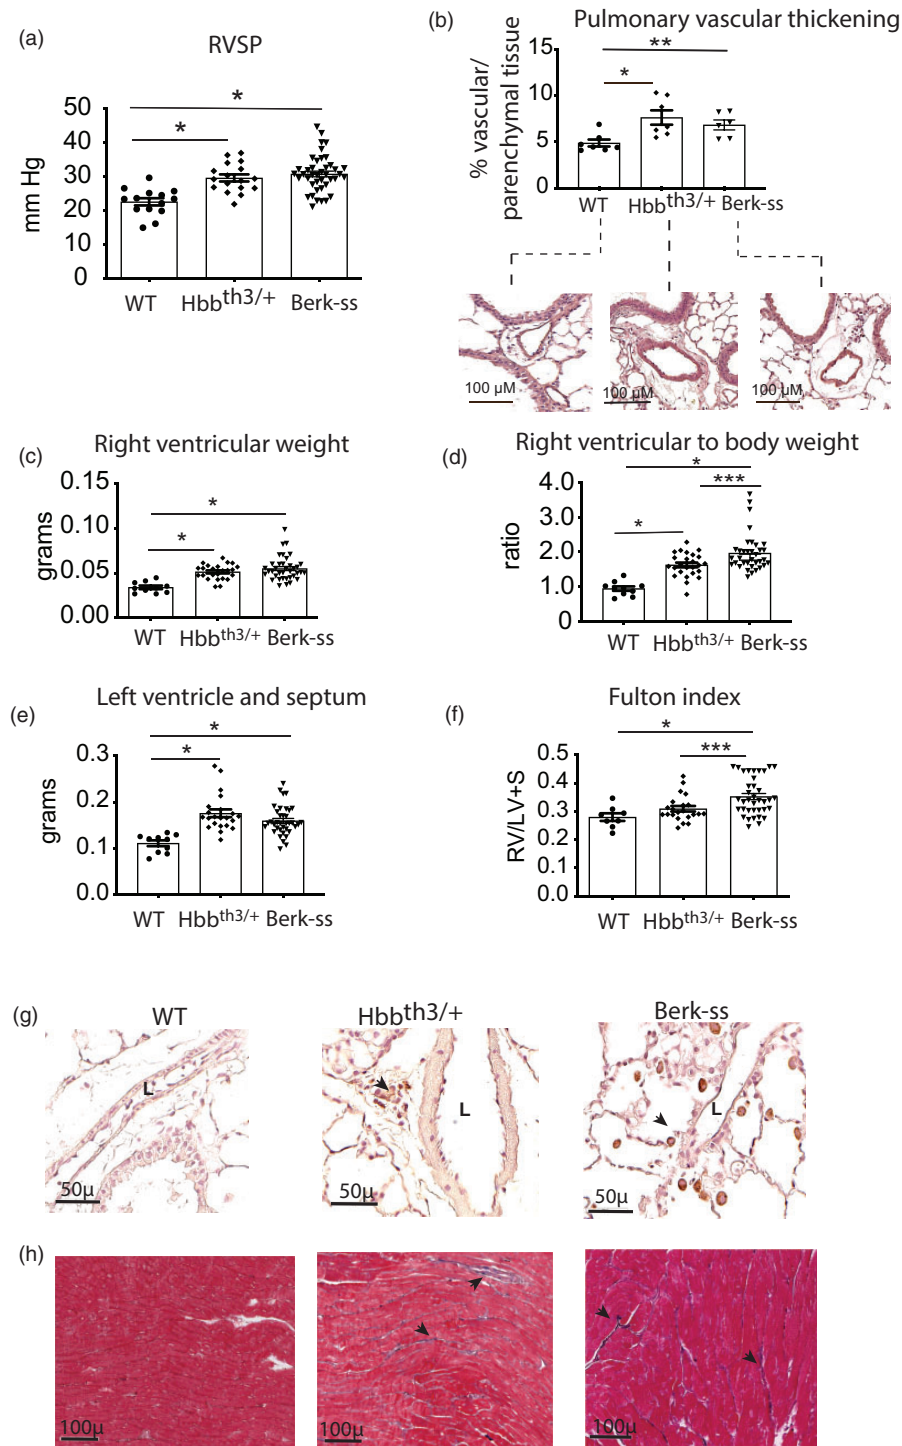 (a)
RVSP
*
*
50
40
30
20
10
0
mm Hg
WT
Hbbth3/+
Berk-ss
(b)
Pulmonary vascular thickening
**
*
15
10
5
0
% vascular/
parenchymal tissue
WT
Hbbth3/+
Berk-ss
100 µM
100 µM
100 µM
(c)
Right ventricular weight
*
*
0.15
0.10
0.05
0.00
grams
WT
Hbbth3/+
Berk-ss
(d)
Right ventricular to body weight
*
***
*
4.0
3.0
2.0
1.0
0
ratio
WT
Hbbth3/+
Berk-ss
(e)
Left ventricle and septum
*
*
0.3
0.2
0.1
0.0
grams
WT
Hbbth3/+
Berk-ss
(f)
Fulton index
*
***
0.5
0.4
0.3
0.2
0.1
0.0
RV/LV+S
WT
Hbbth3/+
Berk-ss
(g)
WT
Hbbth3/+
Berk-ss
L
L
L
50µ
50µ
50µ
(h)
100µ
100µ
100µ